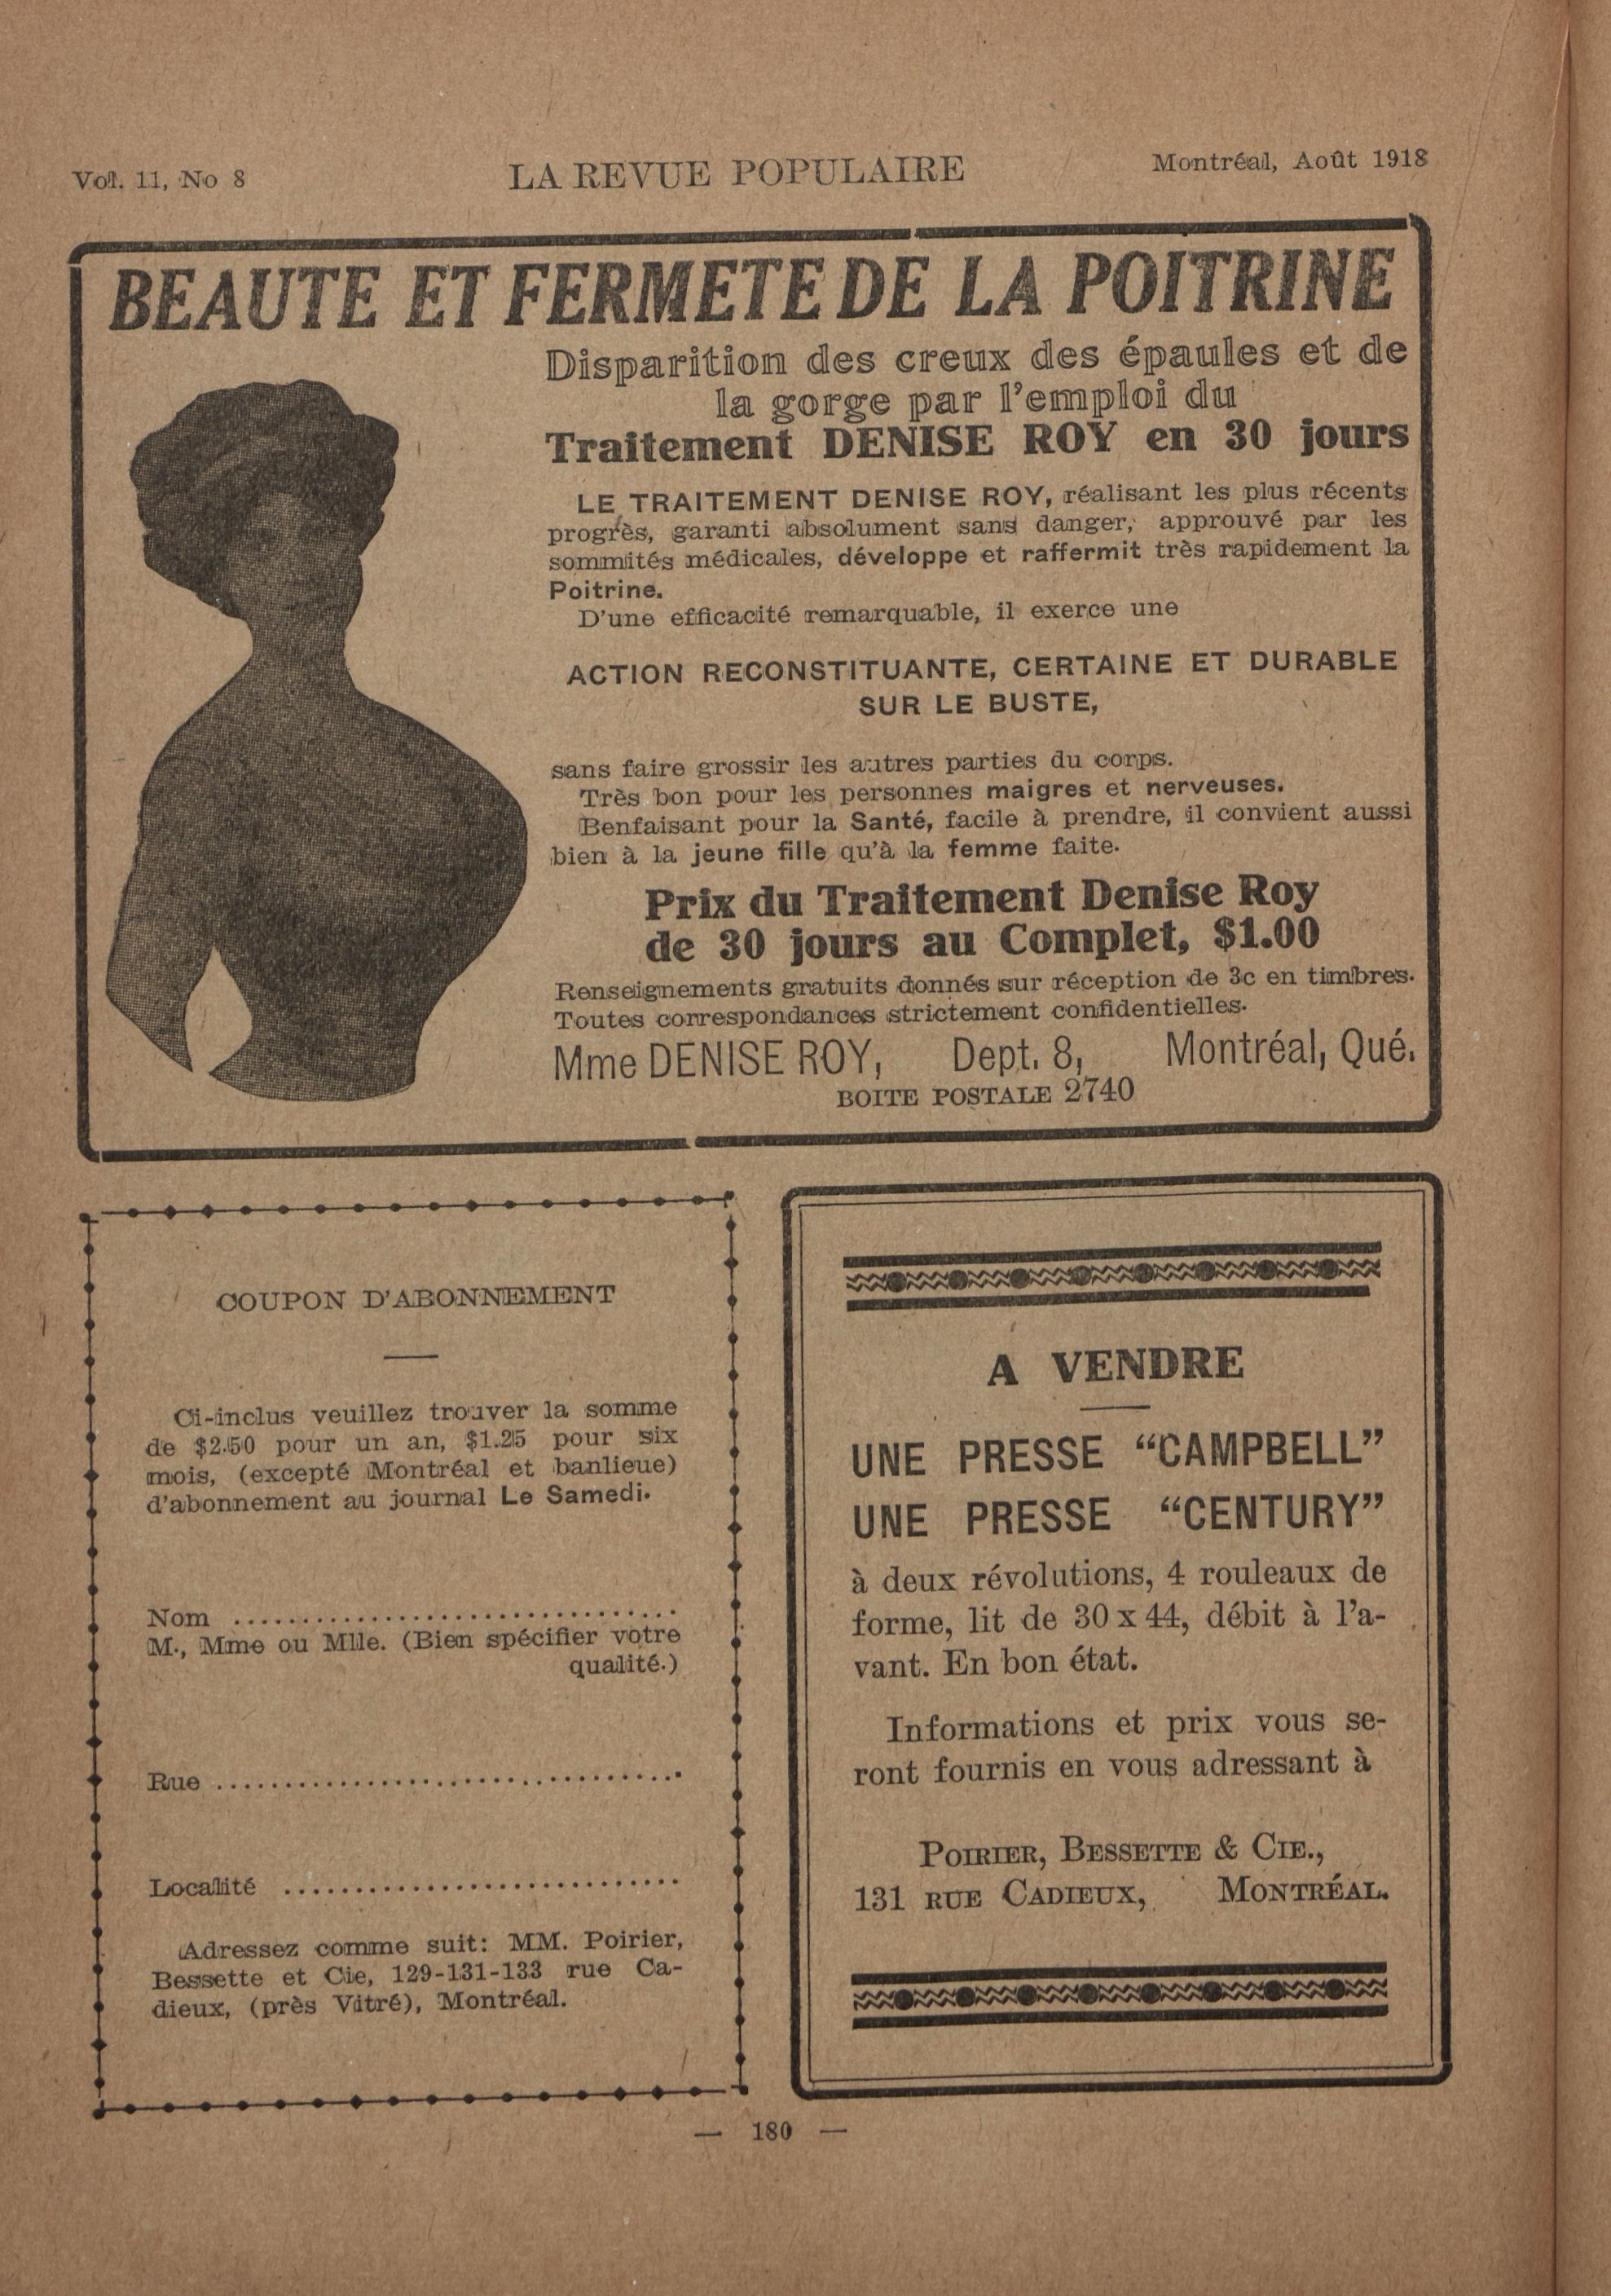 Vol. 11, No 8
LA REVUE POPULAIRE
Montréal, Août 1918
BEAUTE ET FERMETE DE LA POITRINE
Disparition des creux des épaules et de
la gorge par l'emploi du
Traitement DENISE ROY en 30 jours
LE TRAITEMENT DENISE ROY, réalisant les plus récents
progrès, garanti absolument sans danger, approuvé par les
sommités médicales, développe et raffermit très rapidement la
Poitrine.
D'une efficacité remarquable, il exerce une
ACTION RECONSTITUANTE, CERTAINE ET DURABLE
SUR LE BUSTE,
sans faire grossir les autres parties du corps.
Très bon pour les personnes maigres et nerveuses.
Benfaisant pour la Santé, facile à prendre, il convient aussi
bien à la jeune fille qu'à la femme faite.
Prix du Traitement Denise Roy
de 30 jours au Complet, $1.00
Renseignements gratuits donnés sur réception de 3c en timbres.
Toutes correspondances strictement confidentielles.
Mme DENISE ROY, Dept. 8, Montréal, Qué.
BOITE POSTALE 2740
COUPON D'ABONNEMENT
Ci-inclus veuillez trouver la somme
de $2.50 pour un an, $1.25 pour six
mois, (excepté Montréal et banlieue)
d'abonnement au journal Le Samedi.
Nom ................................
M., Mme ou Mlle. (Bien spécifier votre
qualité.)
Rue ..................................
Localité ............................
Adressez comme suit: MM. Poirier,
Bessette et Cie, 129-131-133 rue Ca-
dieux, (près Vitré), Montréal.
A VENDRE
UNE PRESSE "CAMPBELL"
UNE PRESSE "CENTURY"
à deux révolutions, 4 rouleaux de
forme, lit de 30 x 44, débit à l'a-
vant. En bon état.
Informations et prix vous se-
ront fournis en vous adressant à
POIRIER, BESSETTE & CIE.,
131 RUE CADIEUX, MONTRÉAL.
— 180 —